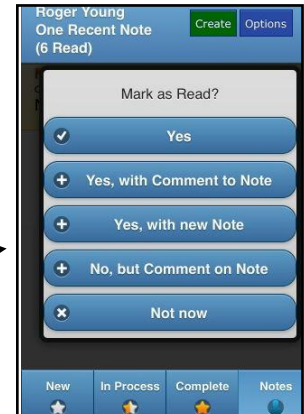 Roger Young
One Recent Note
(6 Read)
Create
Options
Mark as Read?
Yes
Yes, with Comment to Note
Yes, with new Note
No, but Comment on Note
Not now
New
In Process
Complete
Notes